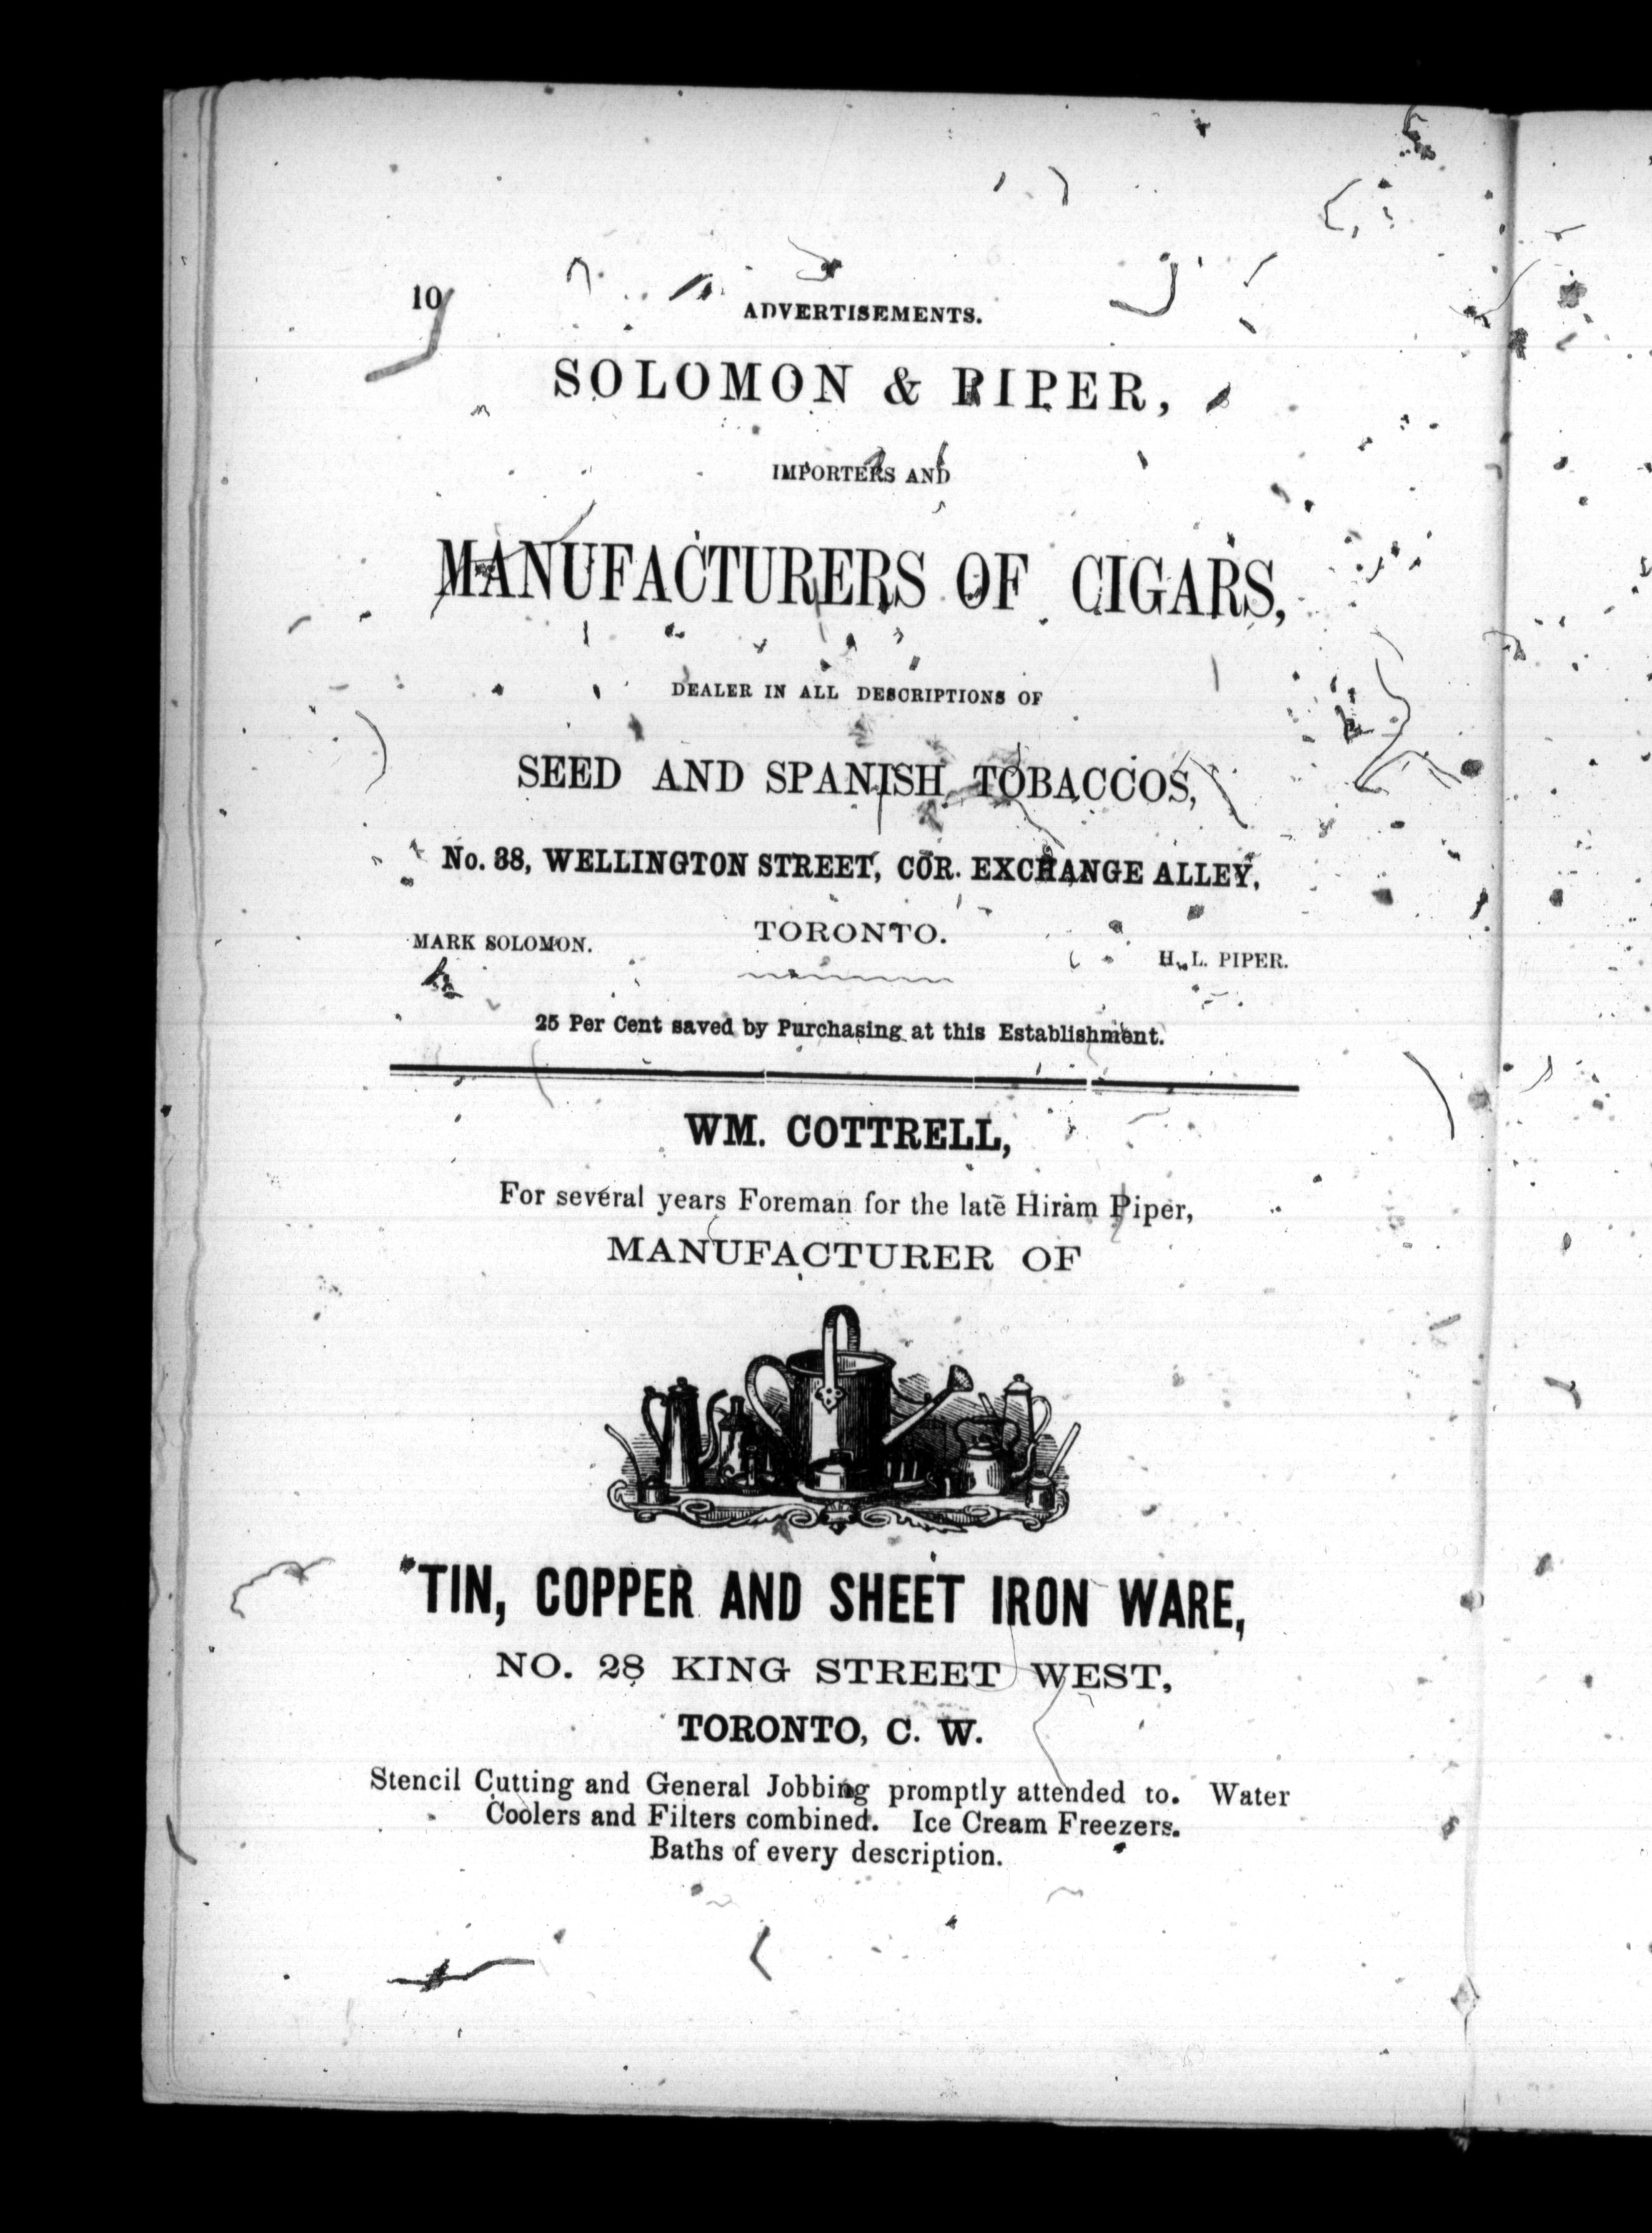 10
ADVERTISEMENTS.
SOLOMON & PIPER,
IMPORTERS AND
MANUFACTURERS OF CIGARS,
DEALER IN ALL DESCRIPTIONS OF
SEED AND SPANISH TOBACCOS,
No. 38, WELLINGTON STREET, COR. EXCHANGE ALLEY,
TORONTO.
MARK SOLOMON. H. L. PIPER.
25 Per Cent saved by Purchasing at this Establishment.
WM. COTTRELL,
For several years Foreman for the late Hiram Piper,
MANUFACTURER OF
TIN, COPPER AND SHEET IRON WARE,
NO. 28 KING STREET WEST,
TORONTO, C. W.
Stencil Cutting and General Jobbing promptly attended to. Water
Coolers and Filters combined. Ice Cream Freezers.
Baths of every description.